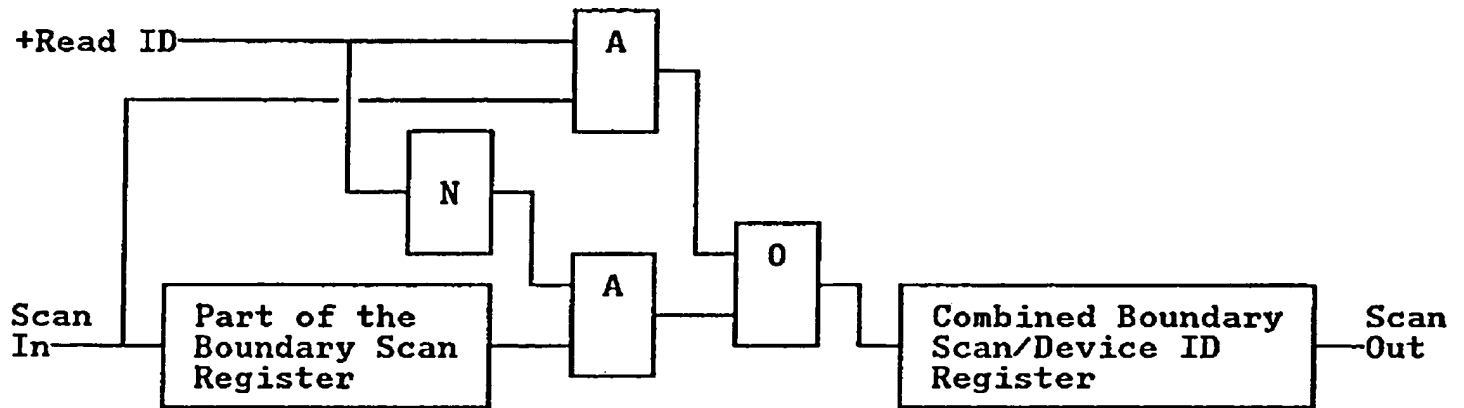 +Read ID
A
N
A
O
Scan
In
Part of the
Boundary Scan
Register
Combined Boundary
Scan/Device ID
Register
Scan
Out